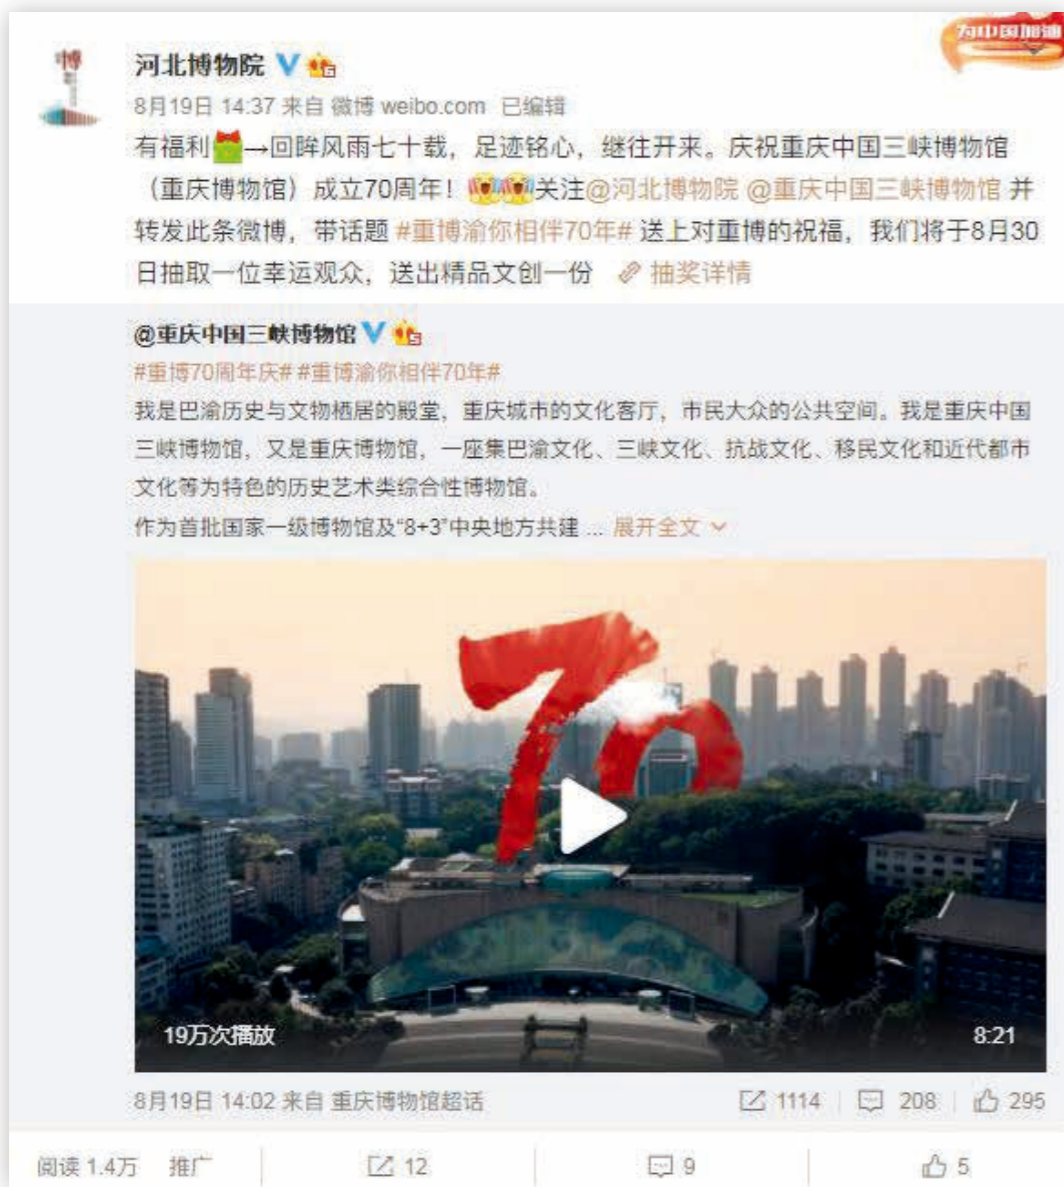 为中国加油
河北博物院
8月19日 14:37 来自 微博 weibo.com 已编辑
有福利→回眸风雨七十载，足迹铭心，继往开来。庆祝重庆中国三峡博物馆
（重庆博物馆）成立70周年！关注@河北博物院 @重庆中国三峡博物馆 并
转发此条微博，带话题 #重博渝你相伴70年# 送上对重博的祝福，我们将于8月30
日抽取一位幸运观众，送出精品文创一份 抽奖详情
@重庆中国三峡博物馆
#重博70周年庆# #重博渝你相伴70年#
我是巴渝历史与文物栖居的殿堂，重庆城市的文化客厅，市民大众的公共空间。我是重庆中国
三峡博物馆，又是重庆博物馆，一座集巴渝文化、三峡文化、抗战文化、移民文化和近代都市
文化等为特色的历史艺术类综合性博物馆。
作为首批国家一级博物馆及“8+3”中央地方共建 ... 展开全文
70
19万次播放 8:21
8月19日 14:02 来自 重庆博物馆超话 1114 208 295
阅读 1.4万 推广 12 9 5